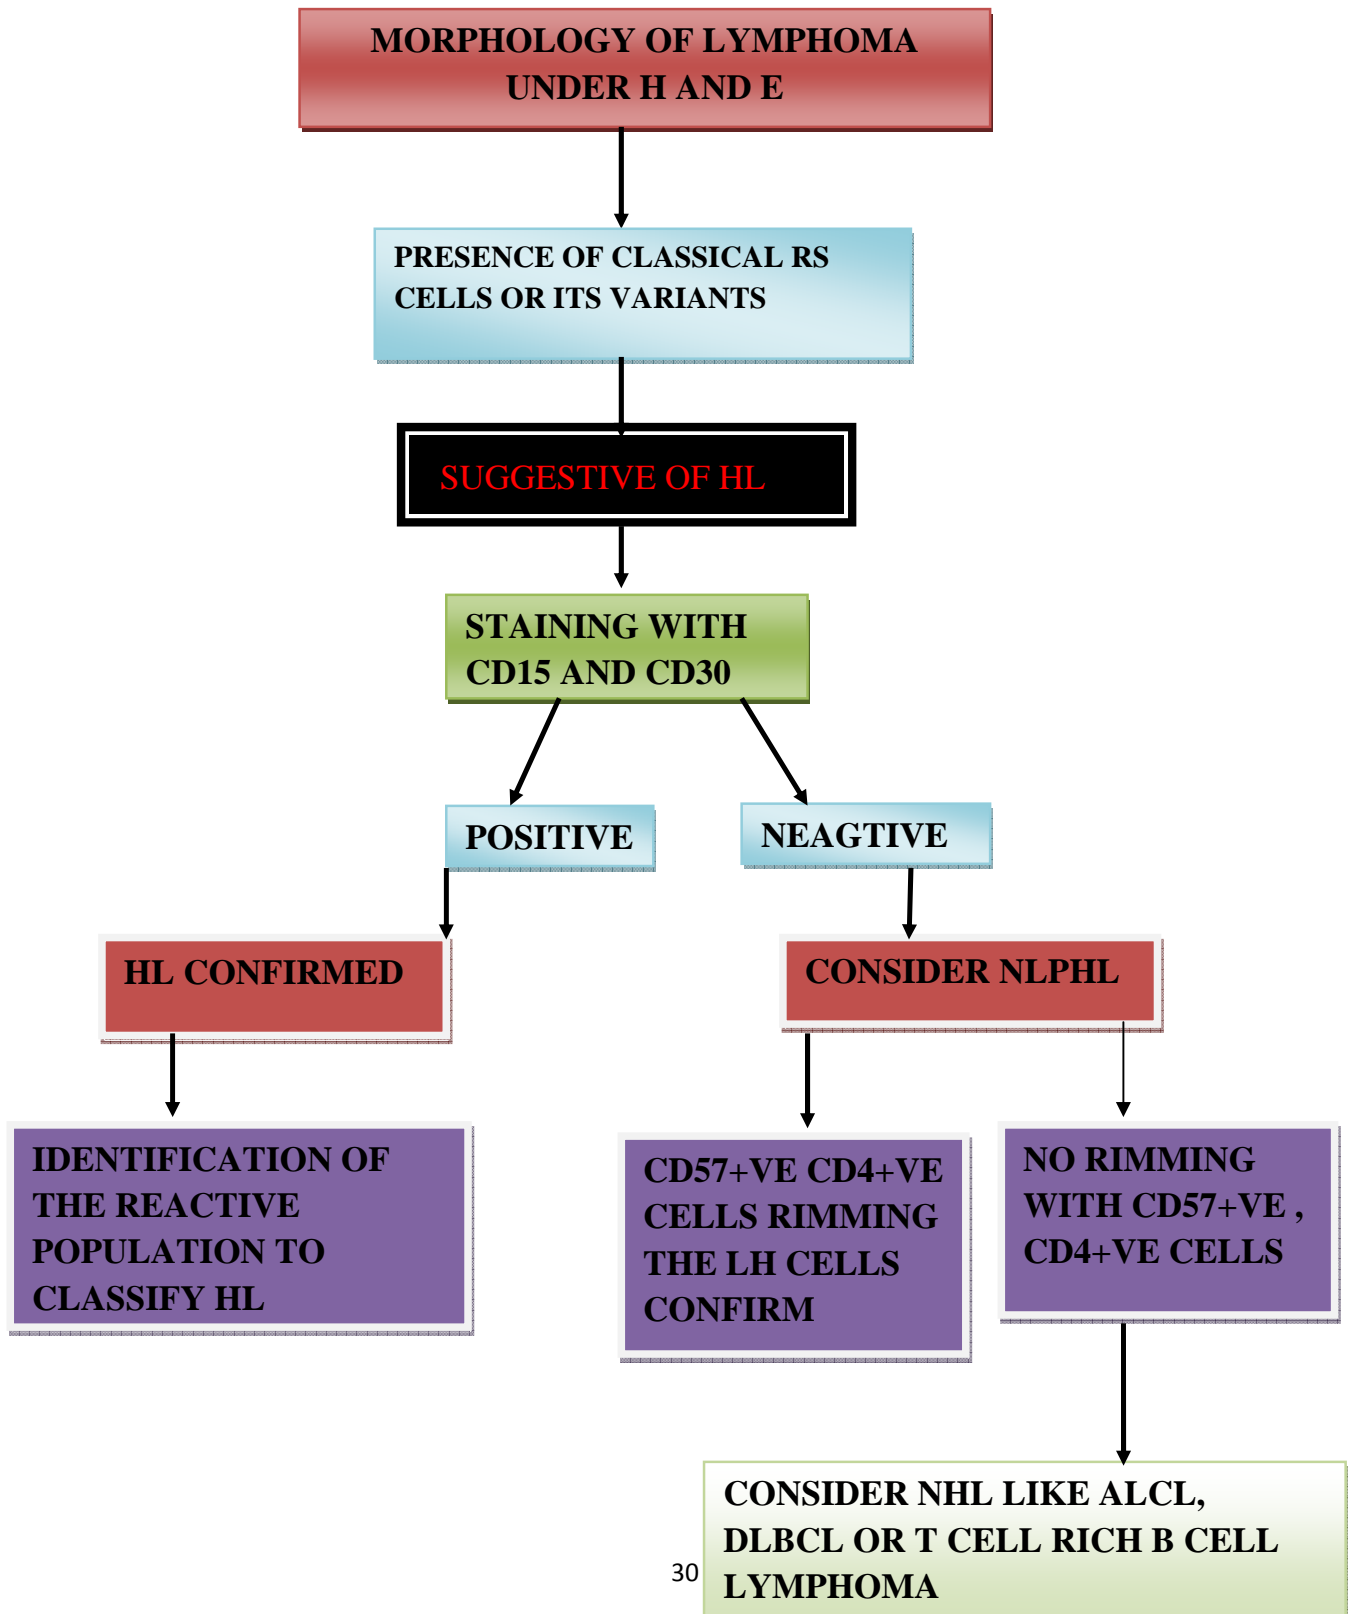 MORPHOLOGY OF LYMPHOMA
UNDER H AND E
PRESENCE OF CLASSICAL RS
CELLS OR ITS VARIANTS
SUGGESTIVE OF HL
STAINING WITH
CD15 AND CD30
POSITIVE
NEAGTIVE
HL CONFIRMED
CONSIDER NLPHL
IDENTIFICATION OF
THE REACTIVE
POPULATION TO
CLASSIFY HL
CD57+VE CD4+VE
CELLS RIMMING
THE LH CELLS
CONFIRM
NO RIMMING
WITH CD57+VE ,
CD4+VE CELLS
CONSIDER NHL LIKE ALCL,
DLBCL OR T CELL RICH B CELL
LYMPHOMA
30